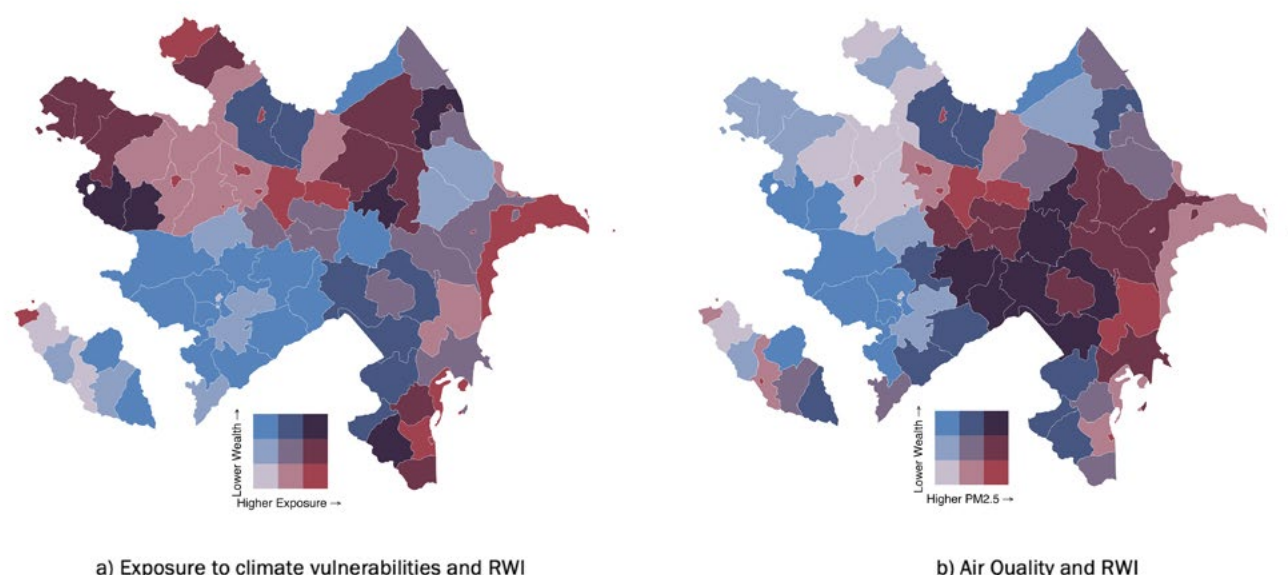 Lower Wealth →
Higher Exposure →
a) Exposure to climate vulnerabilities and RWI
Lower Wealth →
Higher PM2.5 →
b) Air Quality and RWI